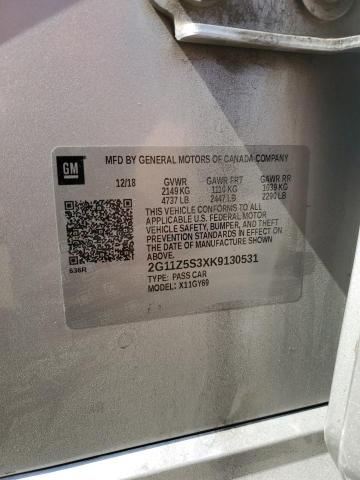 GM
MFD BY GENERAL MOTORS OF CANADA COMPANY
12/18 GVWR GAWR FRT GAWR RR
2149 KG 1110 KG 1039 KG
4737 LB 2447 LB 2290 LB
THIS VEHICLE CONFORMS TO ALL
APPLICABLE U.S. FEDERAL MOTOR
VEHICLE SAFETY, BUMPER, AND THEFT
PREVENTION STANDARDS IN EFFECT ON
THE DATE OF MANUFACTURE SHOWN
ABOVE.
636R
2G11Z5S3XK9130531
TYPE: PASS CAR
MODEL: X11GY69